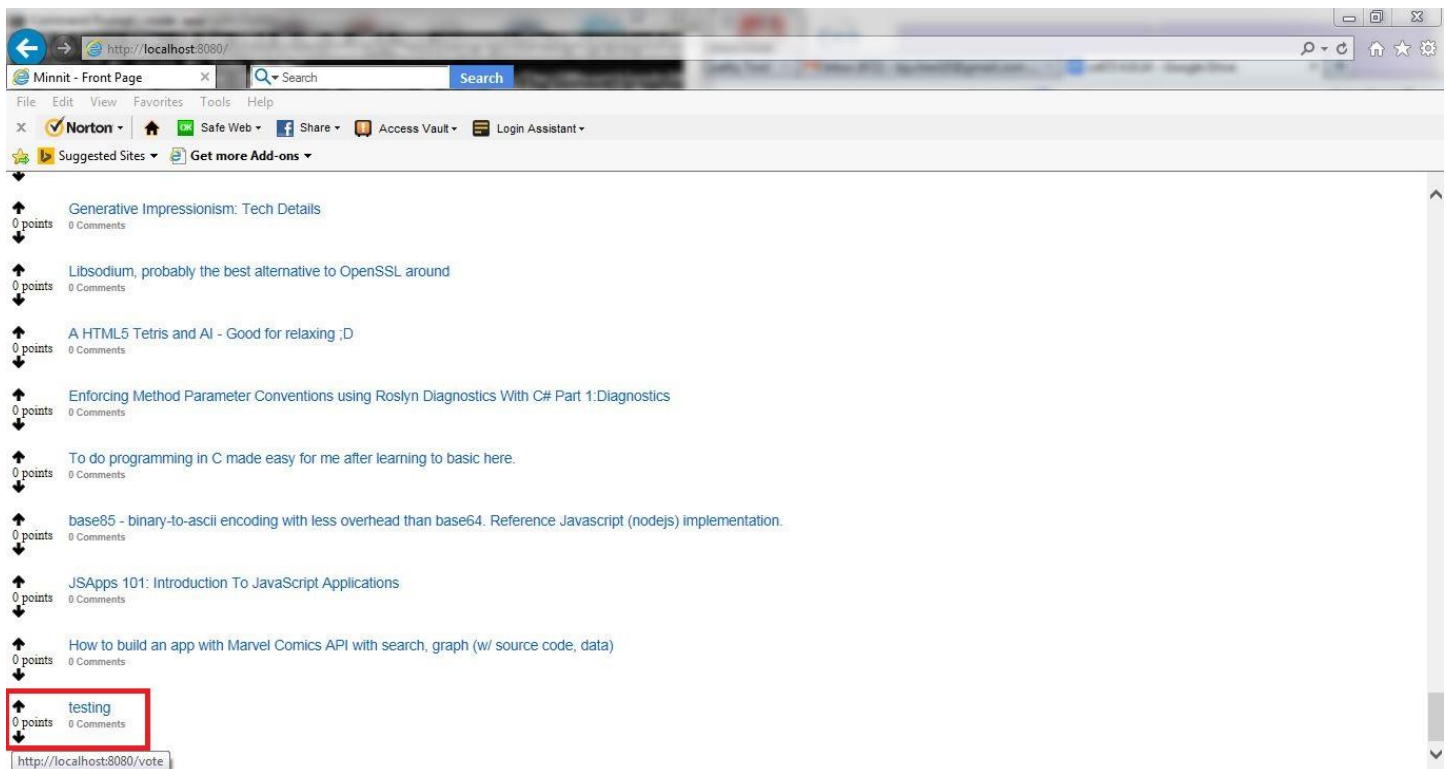 http://localhost:8080/
Minnit - Front Page
Search
Search
File Edit View Favorites Tools Help
Norton
OK Safe Web Share Access Vault Login Assistant
Suggested Sites Get more Add-ons
Generative Impressionism: Tech Details
0 points 0 Comments
Libsodium, probably the best alternative to OpenSSL around
0 points 0 Comments
A HTML5 Tetris and AI - Good for relaxing ;D
0 points 0 Comments
Enforcing Method Parameter Conventions using Roslyn Diagnostics With C# Part 1:Diagnostics
0 points 0 Comments
To do programming in C made easy for me after learning to basic here.
0 points 0 Comments
base85 - binary-to-ascii encoding with less overhead than base64. Reference Javascript (nodejs) implementation.
0 points 0 Comments
JSApps 101: Introduction To JavaScript Applications
0 points 0 Comments
How to build an app with Marvel Comics API with search, graph (w/ source code, data)
0 points 0 Comments
testing
0 points 0 Comments
http://localhost:8080/vote